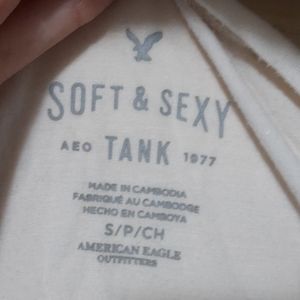 SOFT & SEXY
AEO TANK 1977
MADE IN CAMBODIA
FABRIQUÉ AU CAMBODGE
HECHO EN CAMBOYA
S/P/CH
AMERICAN EAGLE
OUTFITTERS